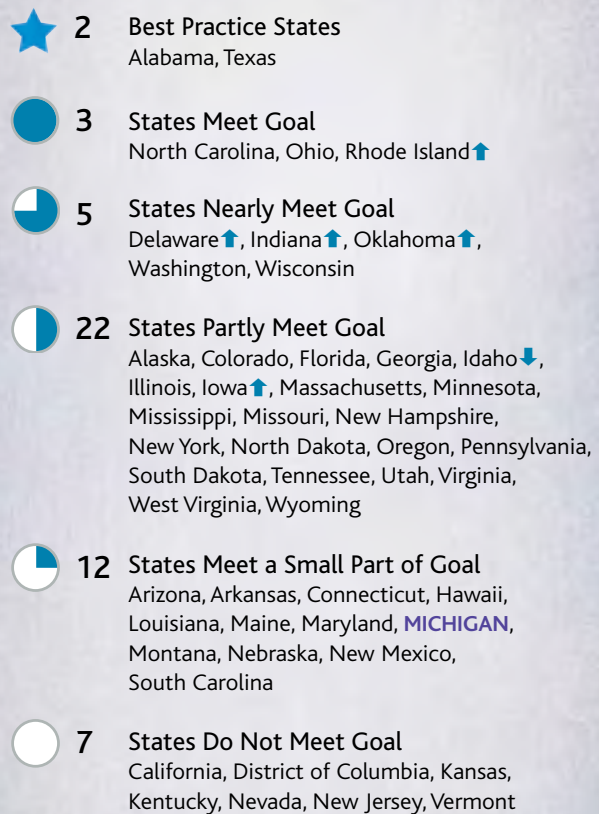 2 Best Practice States
Alabama, Texas
3 States Meet Goal
North Carolina, Ohio, Rhode Island⬆
5 States Nearly Meet Goal
Delaware⬆, Indiana⬆, Oklahoma⬆,
Washington, Wisconsin
22 States Partly Meet Goal
Alaska, Colorado, Florida, Georgia, Idaho⬇,
Illinois, Iowa⬆, Massachusetts, Minnesota,
Mississippi, Missouri, New Hampshire,
New York, North Dakota, Oregon, Pennsylvania,
South Dakota, Tennessee, Utah, Virginia,
West Virginia, Wyoming
12 States Meet a Small Part of Goal
Arizona, Arkansas, Connecticut, Hawaii,
Louisiana, Maine, Maryland, MICHIGAN,
Montana, Nebraska, New Mexico,
South Carolina
7 States Do Not Meet Goal
California, District of Columbia, Kansas,
Kentucky, Nevada, New Jersey, Vermont